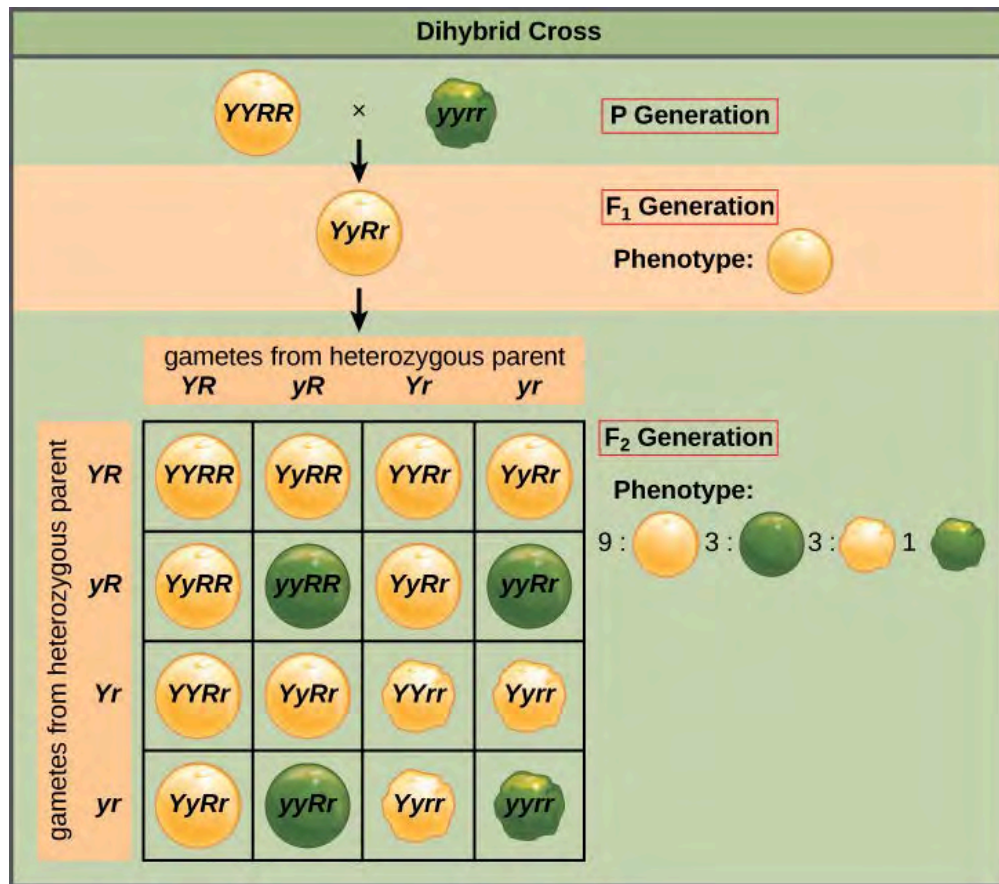 Dihybrid Cross
YYRR × yyrr
P Generation
YyRr
F₁ Generation
Phenotype:
gametes from heterozygous parent
YR yR Yr yr
gametes from heterozygous parent
YR YYRR YyRR YYRr YyRr
yR YyRR yyRR YyRr yyRr
Yr YYRr YyRr YYrr Yyrr
yr YyRr yyRr Yyrr yyrr
F₂ Generation
Phenotype:
9 : 3 : 3 : 1